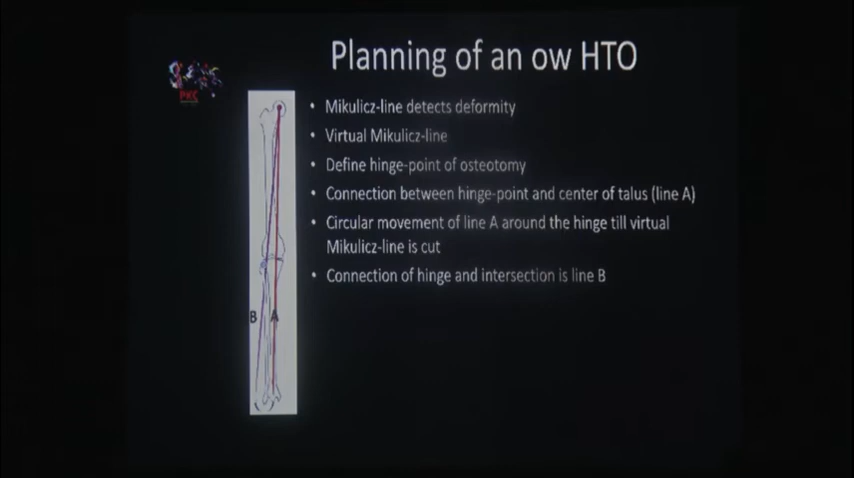 Planning of an ow HTO
PKC
• Mikulicz-line detects deformity
• Virtual Mikulicz-line
• Define hinge-point of osteotomy
• Connection between hinge-point and center of talus (line A)
• Circular movement of line A around the hinge till virtual
Mikulicz-line is cut
• Connection of hinge and intersection is line B
B A